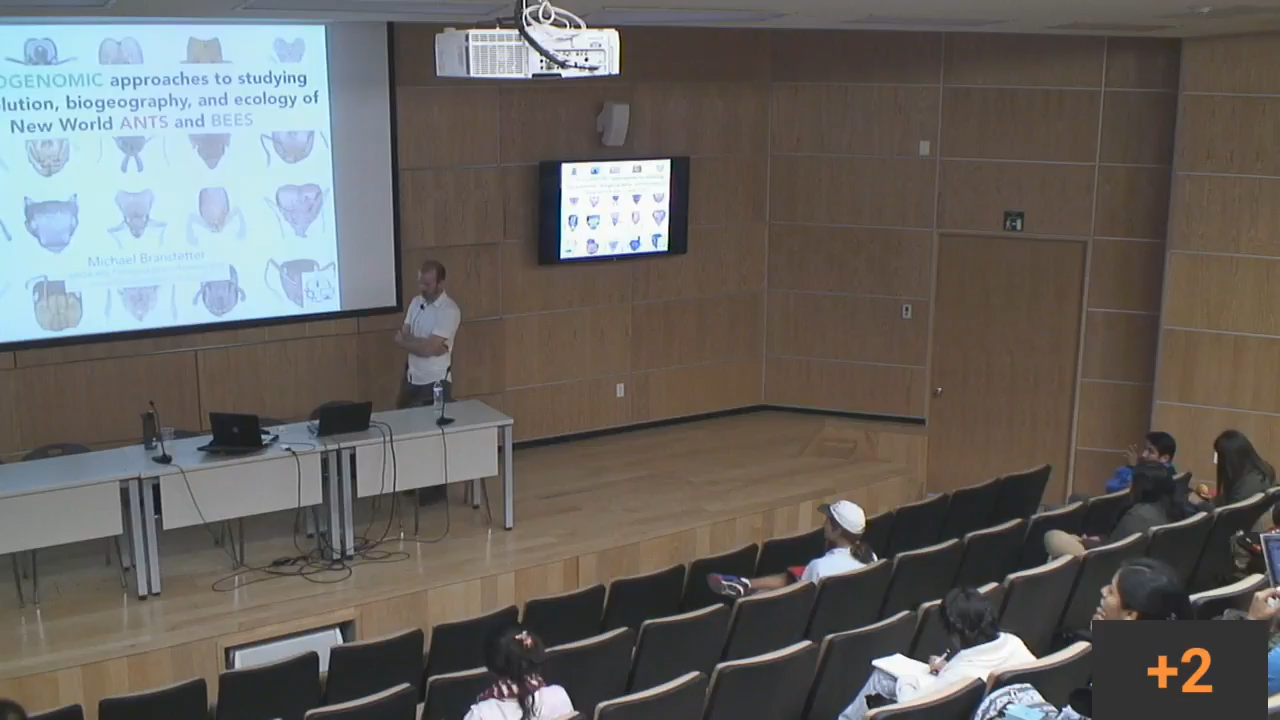 OGENOMIC approaches to studying
lution, biogeography, and ecology of
New World ANTS and BEES
Michael Branstetter
+2